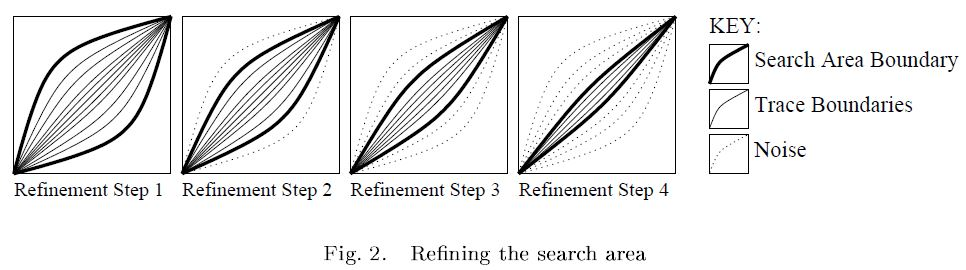 KEY:
Search Area Boundary
Trace Boundaries
Noise
Refinement Step 1
Refinement Step 2
Refinement Step 3
Refinement Step 4
Fig. 2. Refining the search area